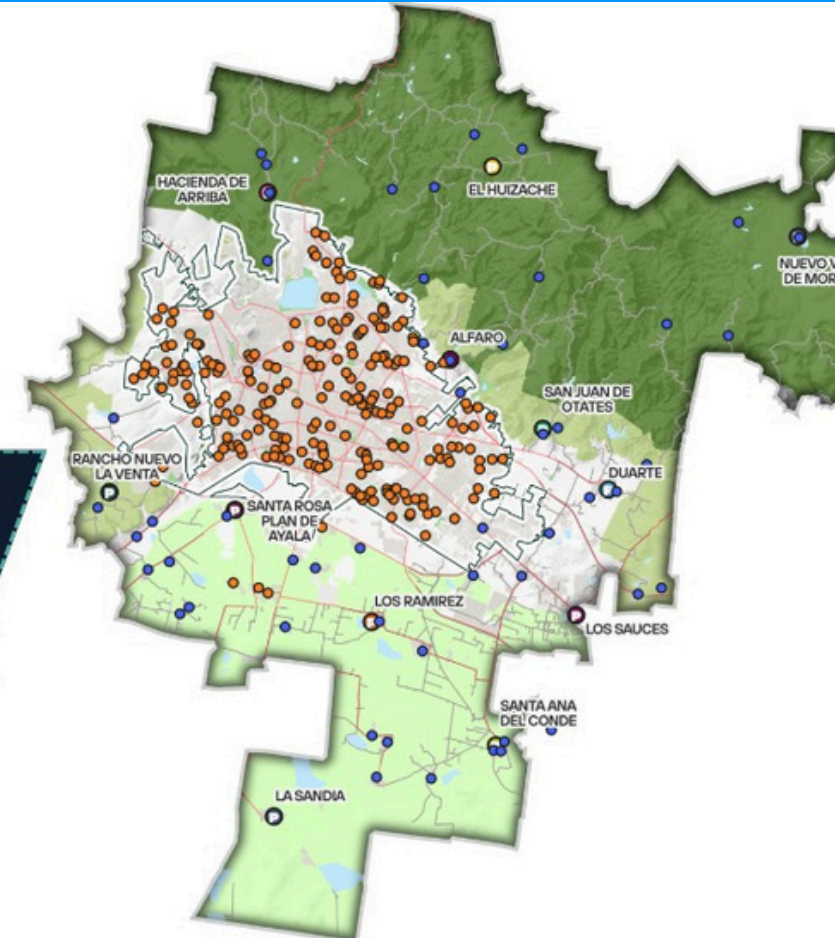 HACIENDA DE
ARRIBA
EL HUIZACHE
NUEVO
DE MOR
ALFARO
SAN JUAN DE
OTATES
RANCHO NUEVO
LA VENTA
DUARTE
SANTA ROSA
PLAN DE
AYALA
LOS RAMIREZ
LOS SAUCES
SANTA ANA
DEL CONDE
LA SANDIA